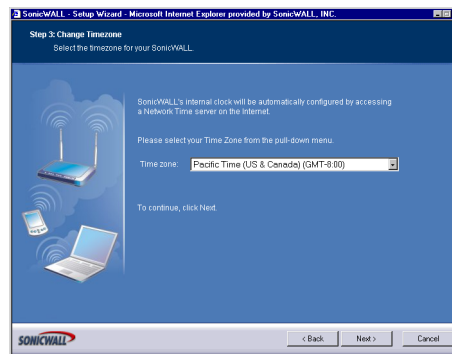 SonicWALL - Setup Wizard - Microsoft Internet Explorer provided by SonicWALL, INC.
Step 3: Change Timezone
Select the timezone for your SonicWALL.
SonicWALL's internal clock will be automatically configured by accessing
a Network Time server on the Internet.
Please select your Time Zone from the pull-down menu.
Time zone: Pacific Time (US & Canada) (GMT-8:00)
To continue, click Next.
SONICWALL
< Back Next > Cancel